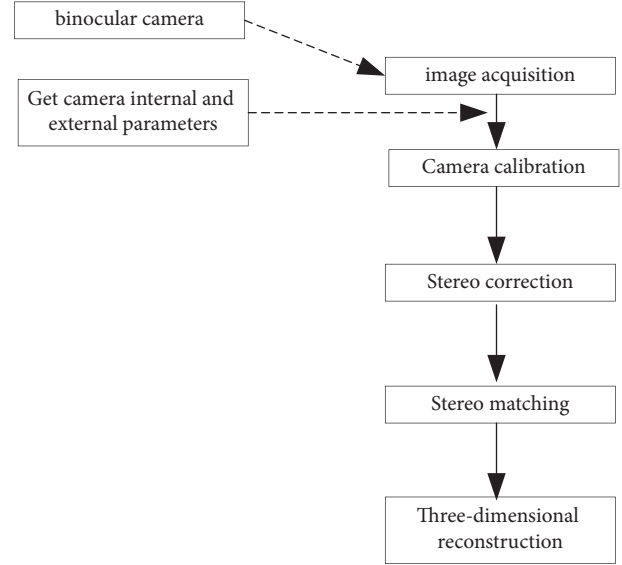 binocular camera
image acquisition
Get camera internal and
external parameters
Camera calibration
Stereo correction
Stereo matching
Three-dimensional
reconstruction